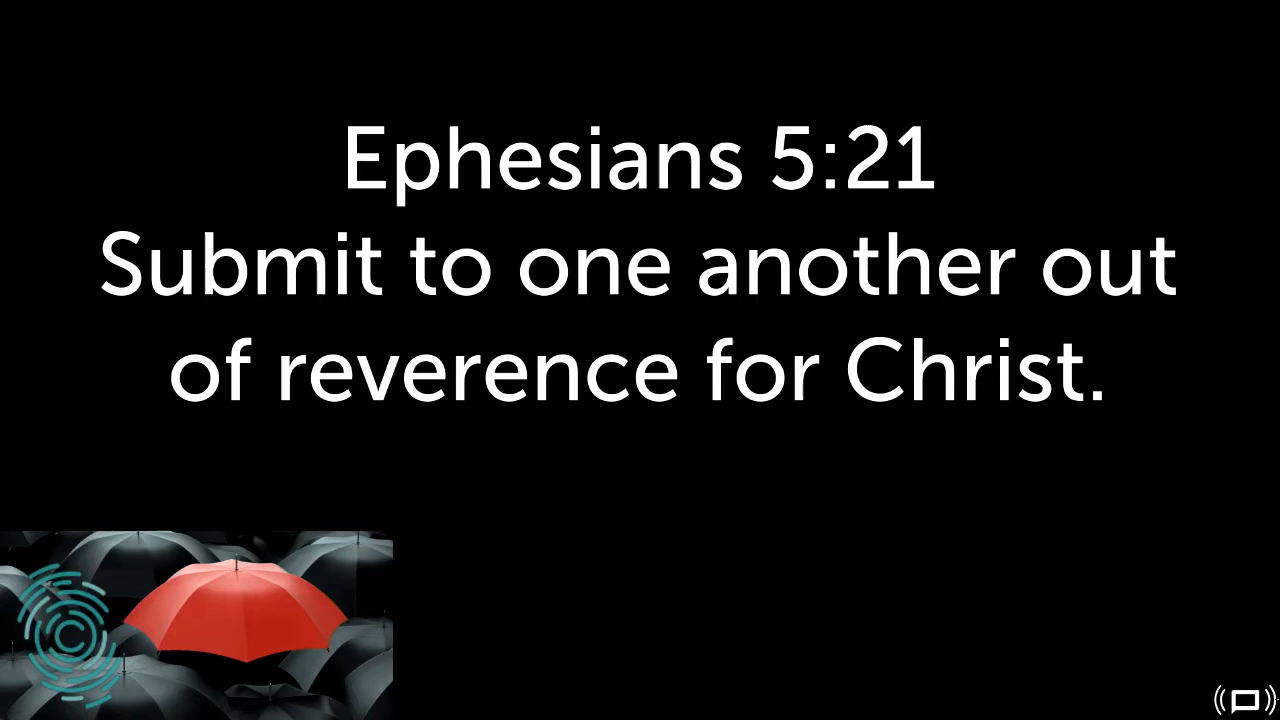 Ephesians 5:21
Submit to one another out
of reverence for Christ.